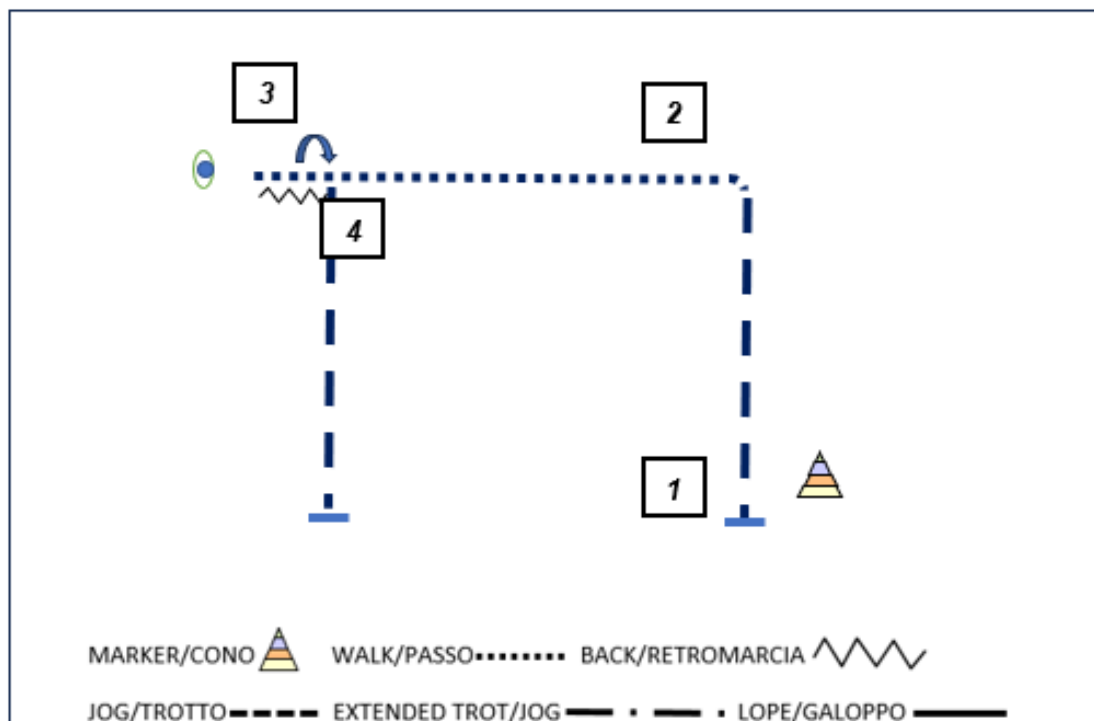 3
2
4
1
MARKER/CONO WALK/PASSO BACK/RETROMARCIA
JOG/TROTTO EXTENDED TROT/JOG LOPE/GALOPPO